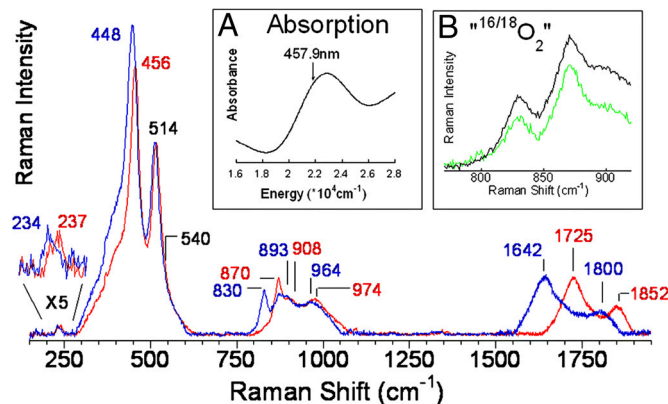 A Absorption
457.9nm
Absorbance
1.6 1.8 2.0 2.2 2.4 2.6 2.8
Energy (*10⁴cm⁻¹)
B "¹⁶/¹⁸O₂"
Raman Intensity
800 850 900
Raman Shift (cm⁻¹)
Raman Intensity
448
456
514
540
234 237
X5
893 908
870 964
830 974
1725
1642 1800
1852
250 500 750 1000 1250 1500 1750
Raman Shift (cm⁻¹)